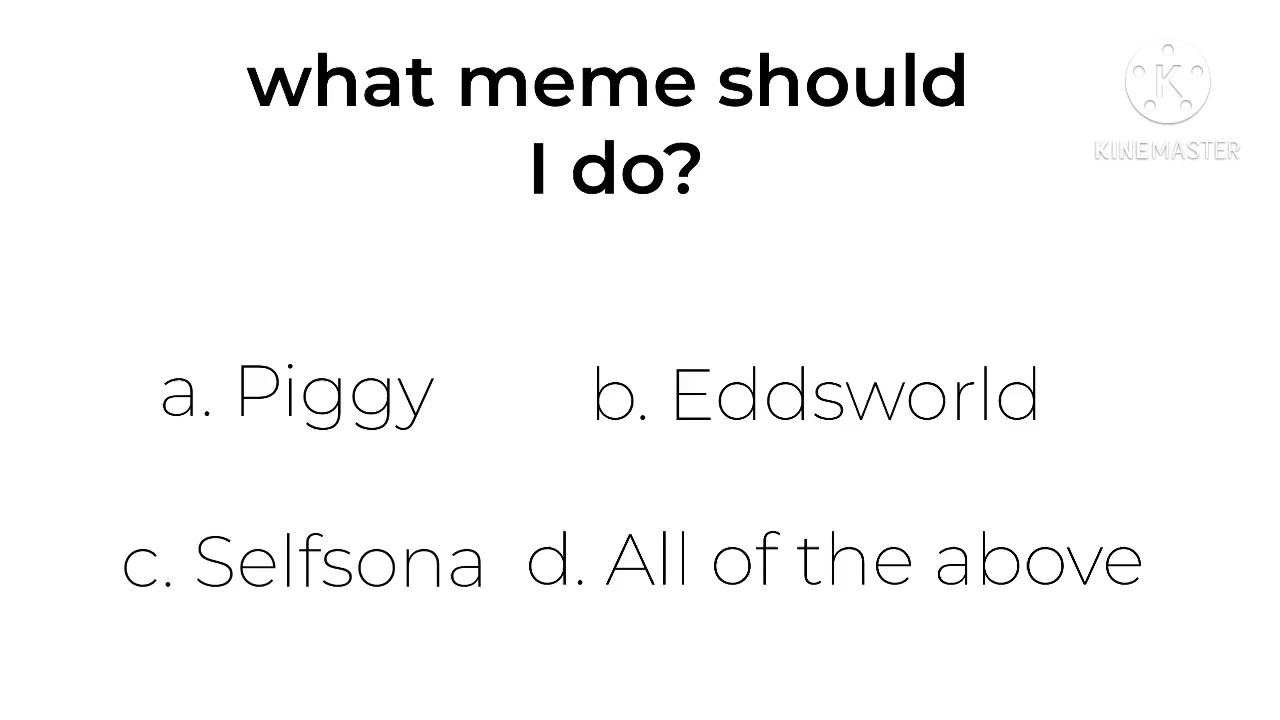 what meme should
I do?
KINEMASTER
a. Piggy
b. Eddsworld
c. Selfsona
d. All of the above